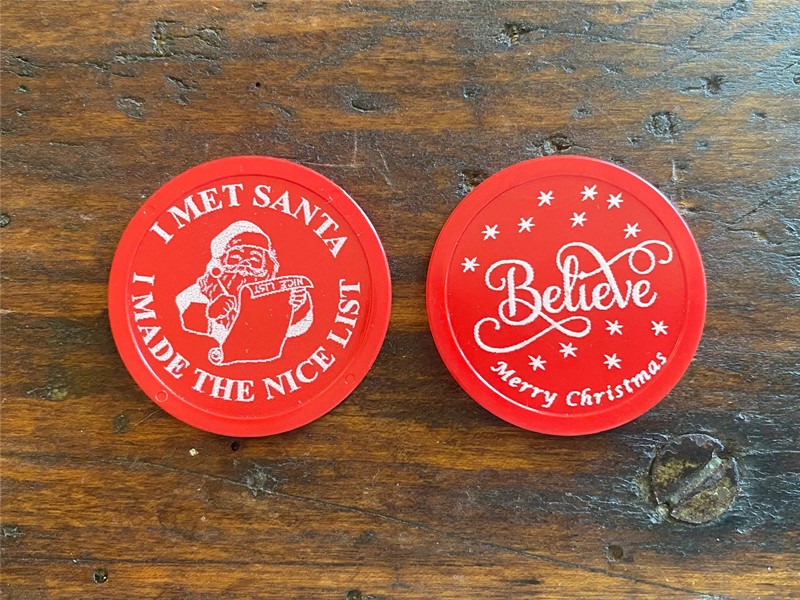 I MET SANTA
NICE LIST
I MADE THE NICE LIST
Believe
Merry Christmas